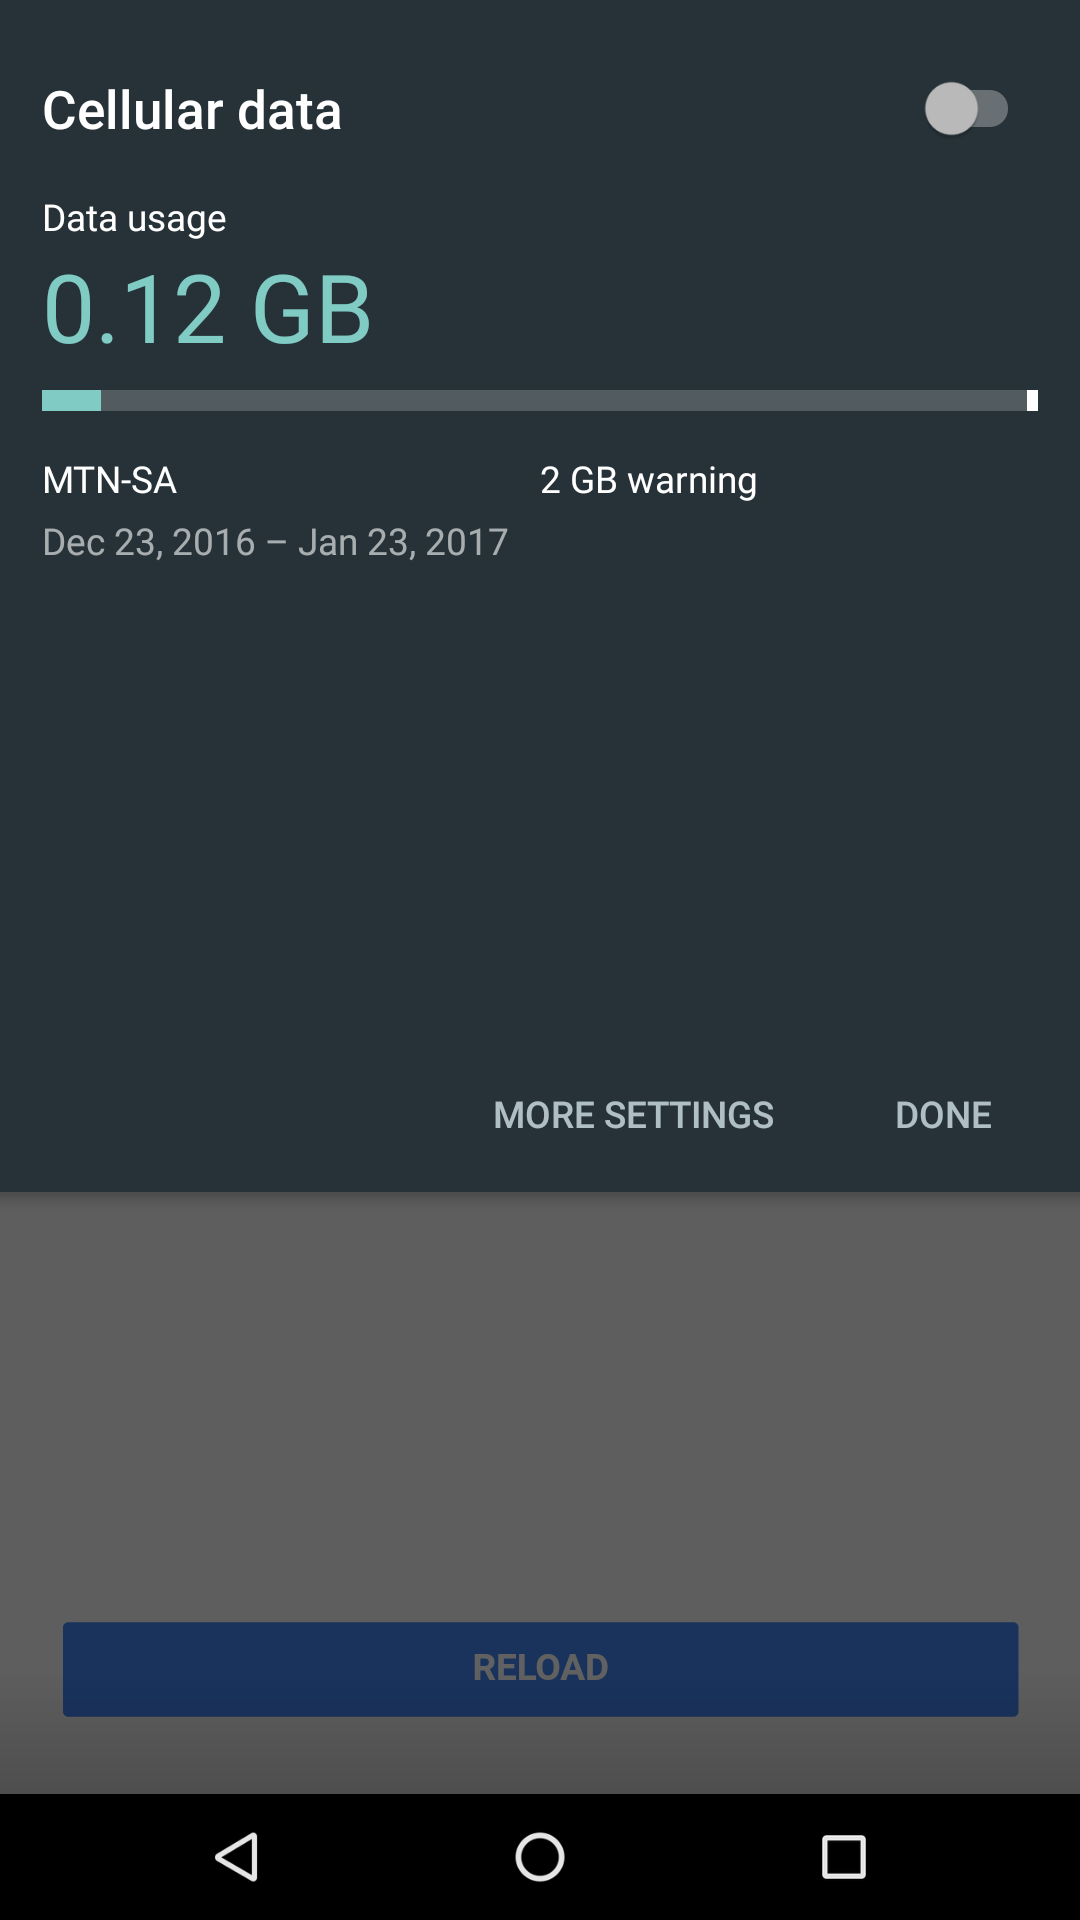 Cellular data
Data usage
0.12 GB
MTN-SA 2 GB warning
Dec 23, 2016 – Jan 23, 2017
MORE SETTINGS DONE
RELOAD